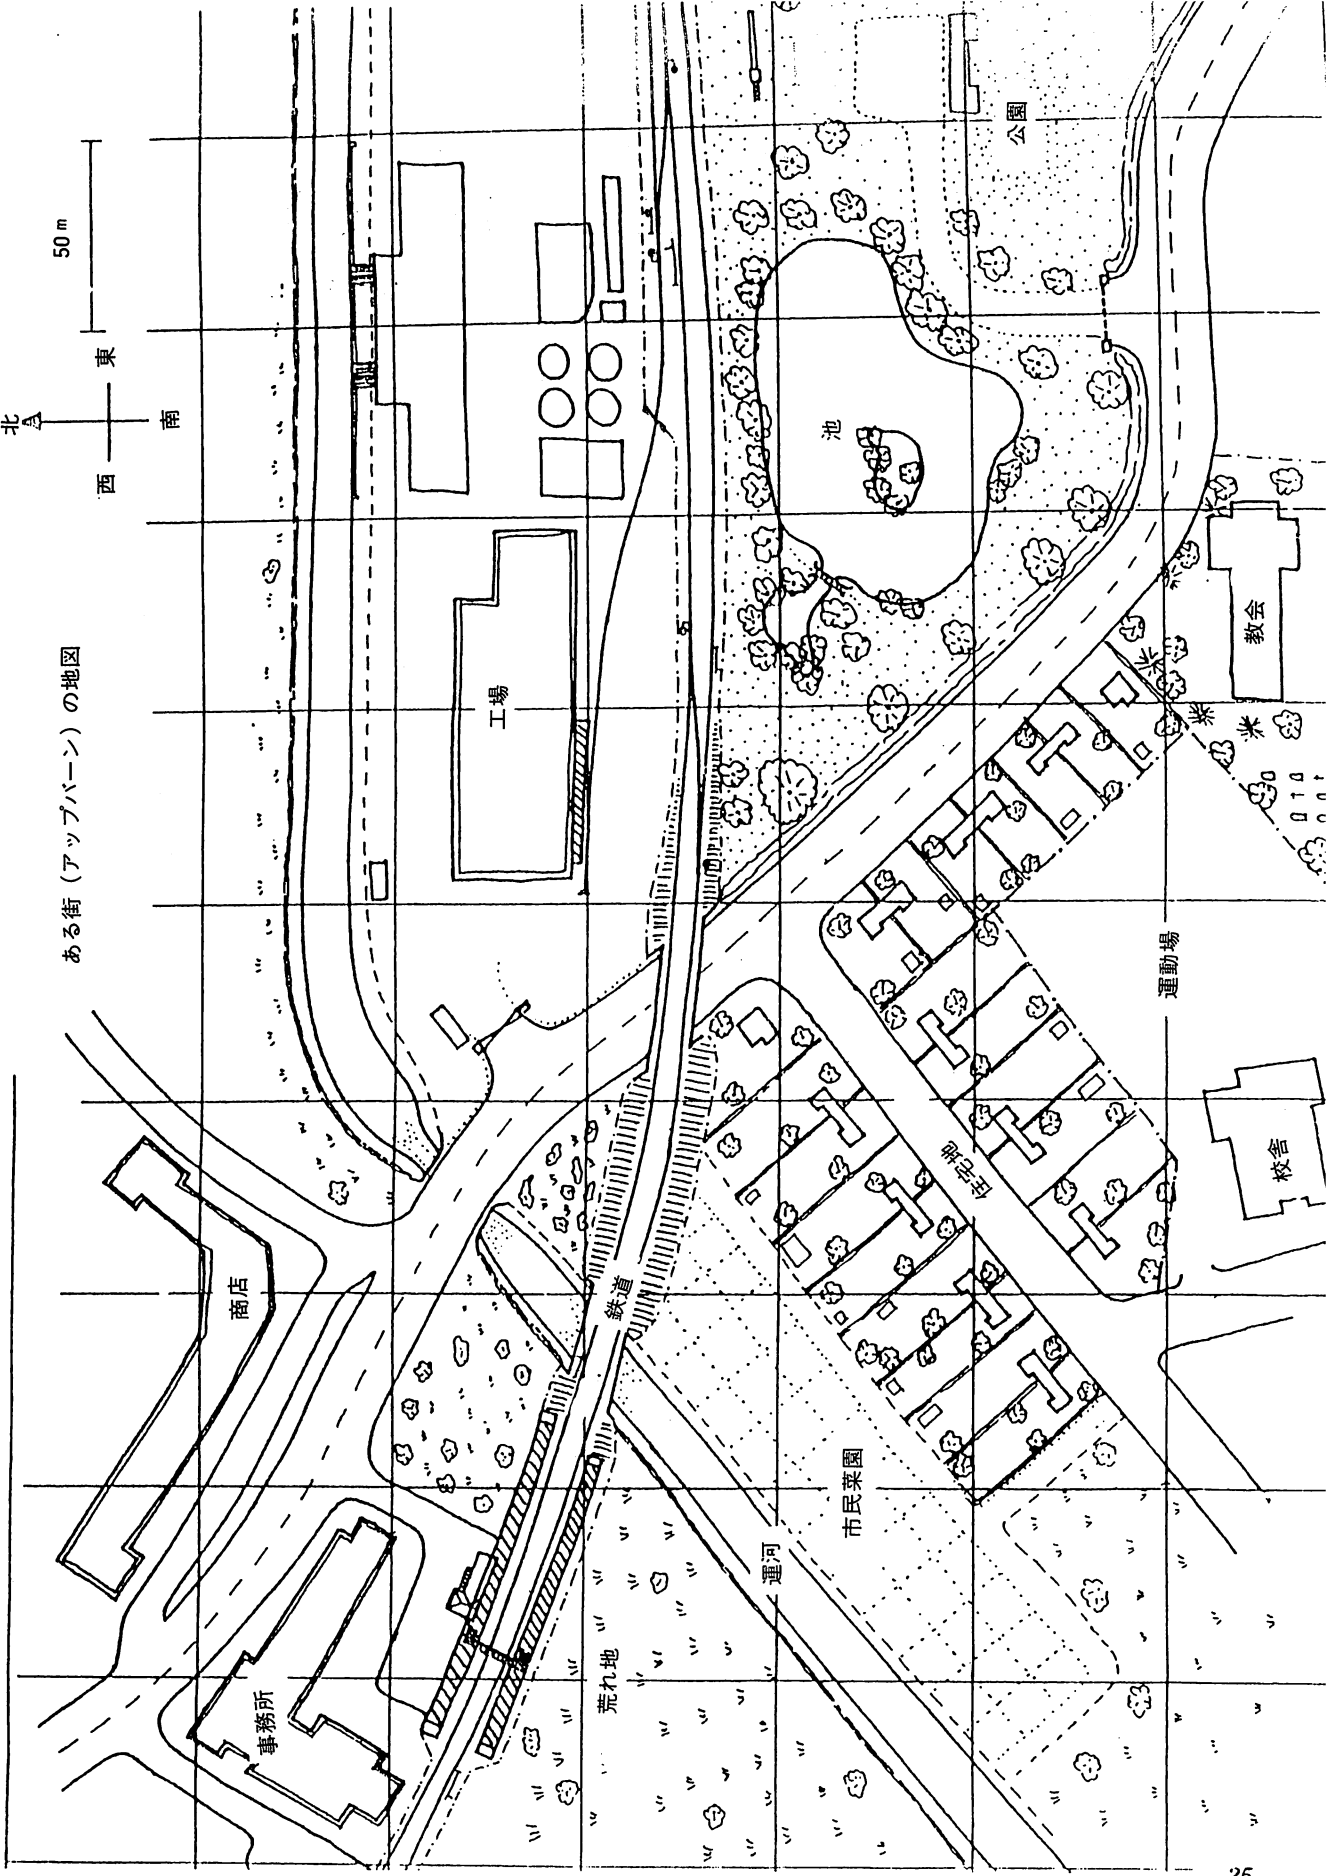 ある街（アップバーン）の地図
北
西
東
南
50m
商店
事務所
工場
鉄道
荒れ地
運河
市民菜園
住宅地
池
公園
教会
運動場
校舎